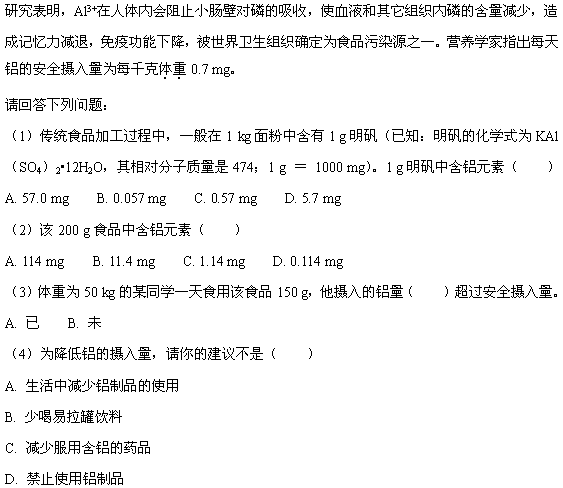 研究表明，Al³⁺在人体内会阻止小肠壁对磷的吸收，使血液和其它组织内磷的含量减少，造
成记忆力减退，免疫功能下降，被世界卫生组织确定为食品污染源之一。营养学家指出每天
铝的安全摄入量为每千克体重 0.7 mg。
请回答下列问题：
（1）传统食品加工过程中，一般在 1 kg 面粉中含有 1 g 明矾（已知：明矾的化学式为 KAl
（SO₄）₂•12H₂O，其相对分子质量是 474；1 g ＝ 1000 mg）。1 g 明矾中含铝元素（　　）
A. 57.0 mg　　B. 0.057 mg　　C. 0.57 mg　　D. 5.7 mg
（2）该 200 g 食品中含铝元素（　　）
A. 114 mg　　B. 11.4 mg　　C. 1.14 mg　　D. 0.114 mg
（3）体重为 50 kg 的某同学一天食用该食品 150 g，他摄入的铝量（　　）超过安全摄入量。
A. 已　　B. 未
（4）为降低铝的摄入量，请你的建议不是（　　）
A. 生活中减少铝制品的使用
B. 少喝易拉罐饮料
C. 减少服用含铝的药品
D. 禁止使用铝制品